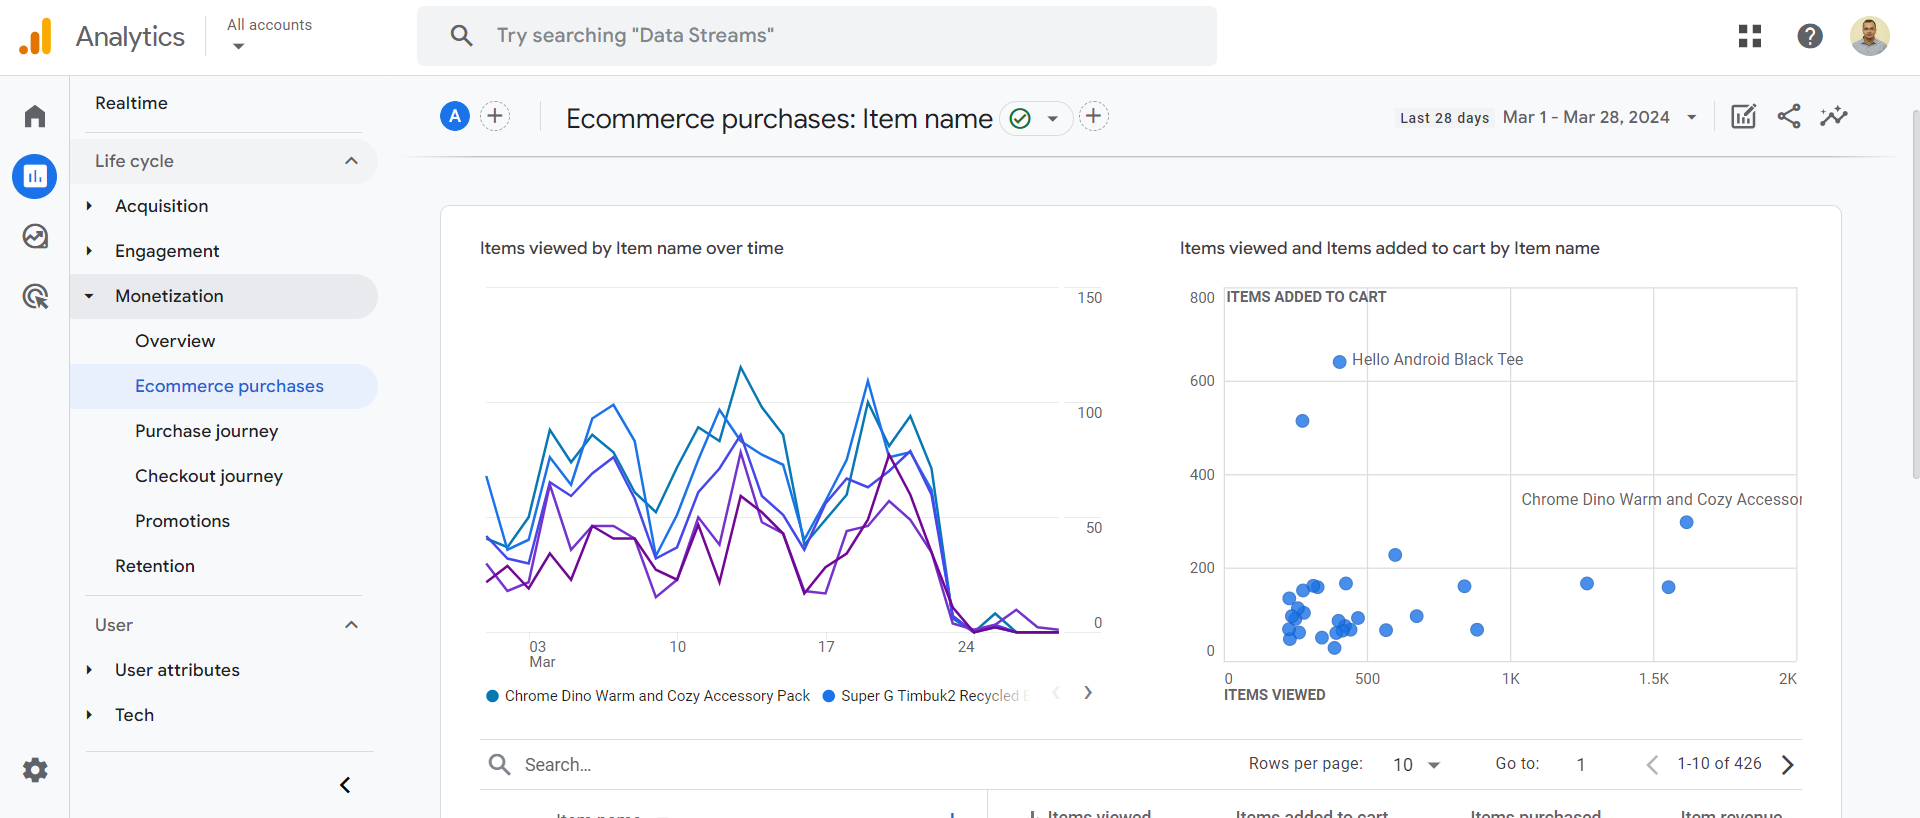 Analytics
All accounts
Try searching "Data Streams"
Realtime
Life cycle
Acquisition
Engagement
Monetization
Overview
Ecommerce purchases
Purchase journey
Checkout journey
Promotions
Retention
User
User attributes
Tech
A
Ecommerce purchases: Item name
Last 28 days Mar 1 - Mar 28, 2024
Items viewed by Item name over time
150
100
50
0
03 10 17 24
Mar
Chrome Dino Warm and Cozy Accessory Pack Super G Timbuk2 Recycled
Items viewed and Items added to cart by Item name
ITEMS ADDED TO CART
800
600
400
200
0
Hello Android Black Tee
Chrome Dino Warm and Cozy Accessor
0 500 1K 1.5K 2K
ITEMS VIEWED
Search...
Rows per page: 10 Go to: 1 1-10 of 426
Items viewed Items added to cart Items purchased Item revenue